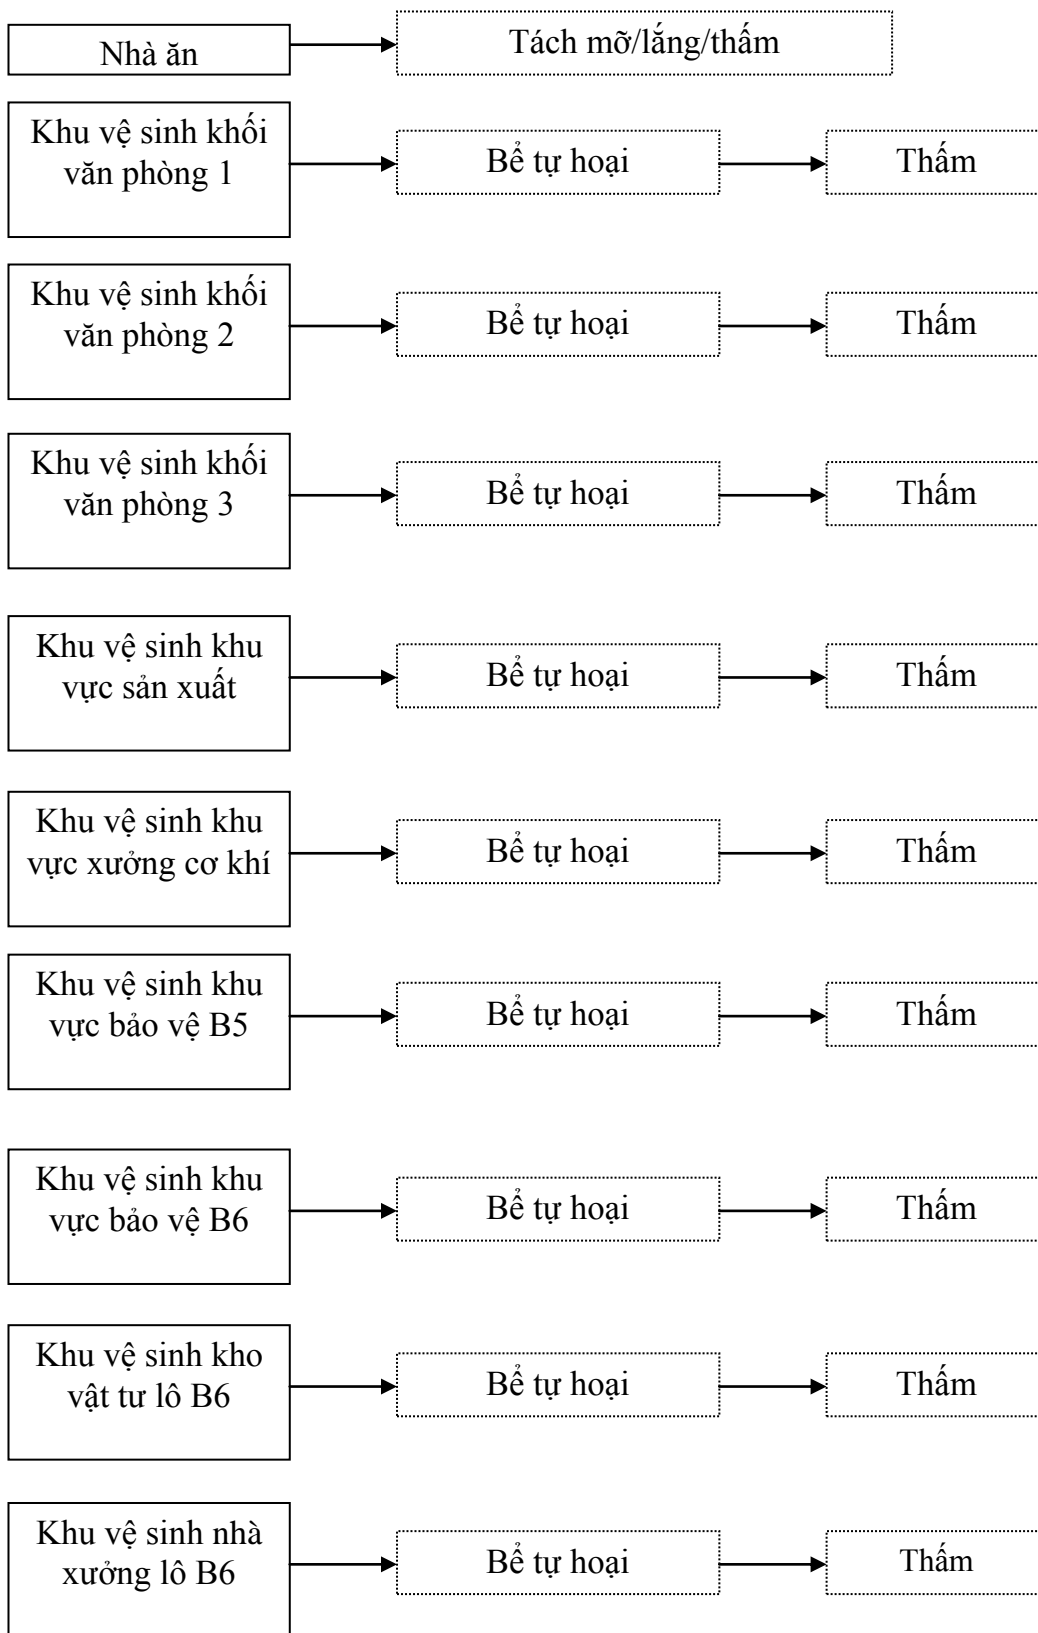 Nhà ăn
Tách mỡ/lắng/thấm
Khu vệ sinh khối
văn phòng 1
Bể tự hoại
Thấm
Khu vệ sinh khối
văn phòng 2
Bể tự hoại
Thấm
Khu vệ sinh khối
văn phòng 3
Bể tự hoại
Thấm
Khu vệ sinh khu
vực sản xuất
Bể tự hoại
Thấm
Khu vệ sinh khu
vực xưởng cơ khí
Bể tự hoại
Thấm
Khu vệ sinh khu
vực bảo vệ B5
Bể tự hoại
Thấm
Khu vệ sinh khu
vực bảo vệ B6
Bể tự hoại
Thấm
Khu vệ sinh kho
vật tư lô B6
Bể tự hoại
Thấm
Khu vệ sinh nhà
xưởng lô B6
Bể tự hoại
Thấm